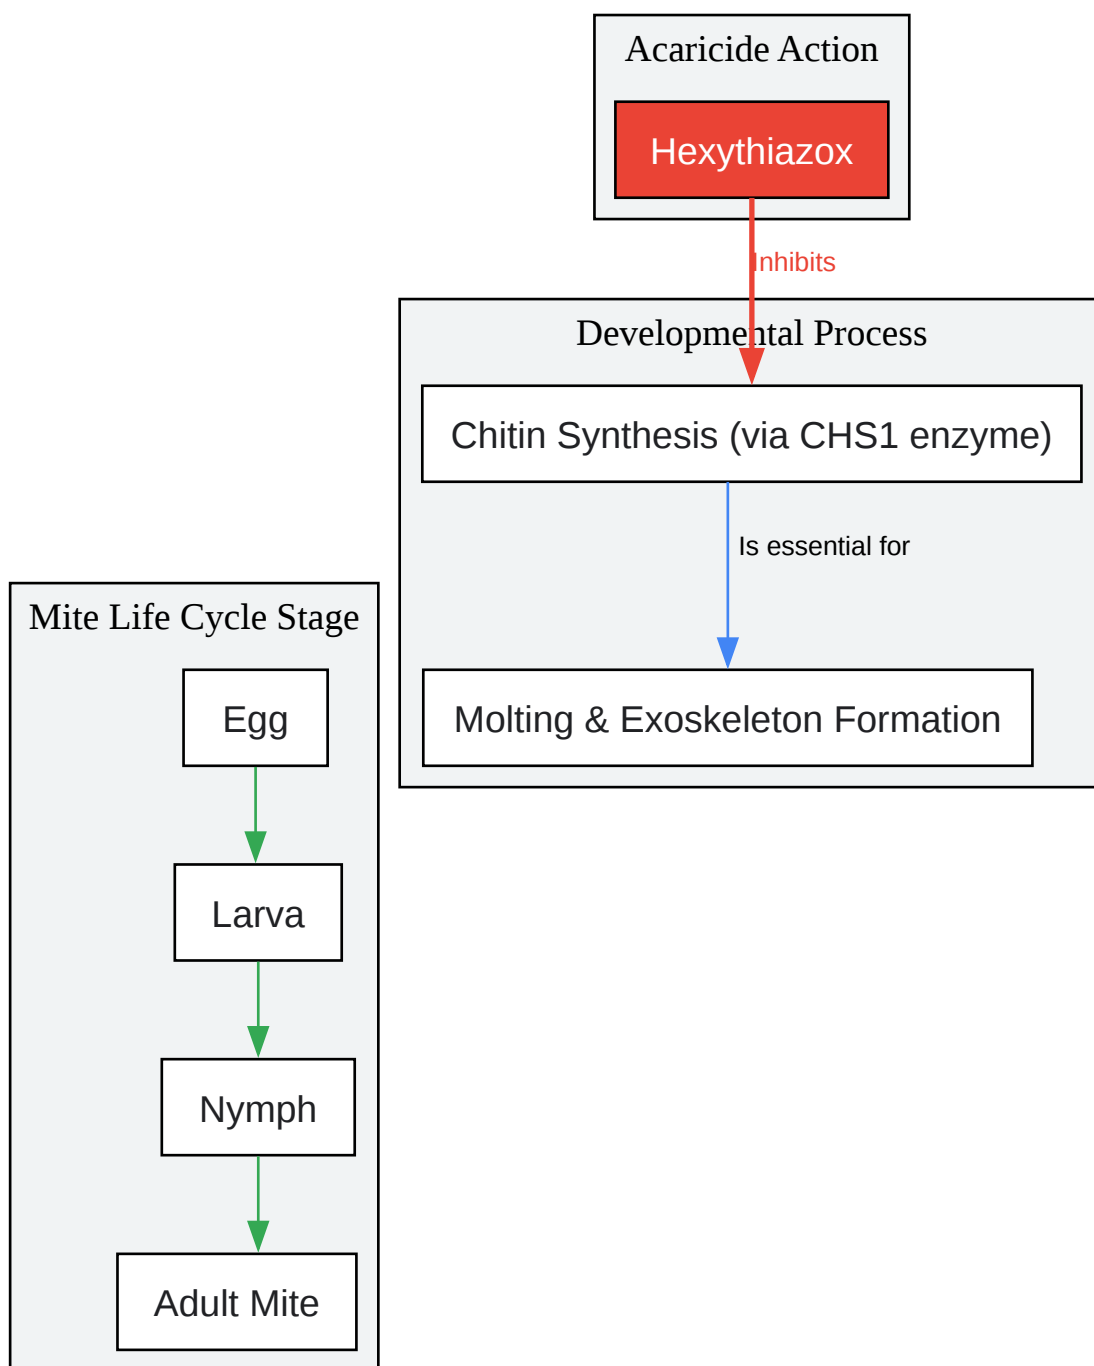 Acaricide Action
Hexythiazox
Inhibits
Developmental Process
Chitin Synthesis (via CHS1 enzyme)
Is essential for
Molting & Exoskeleton Formation
Mite Life Cycle Stage
Egg
Larva
Nymph
Adult Mite